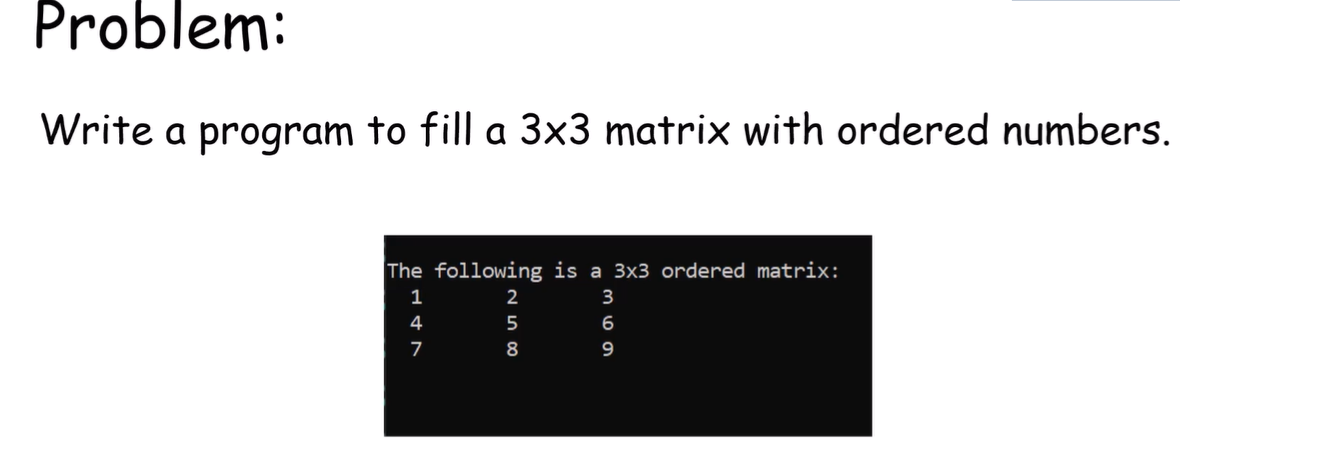 Problem:
Write a program to fill a 3x3 matrix with ordered numbers.
The following is a 3x3 ordered matrix:
1 2 3
4 5 6
7 8 9